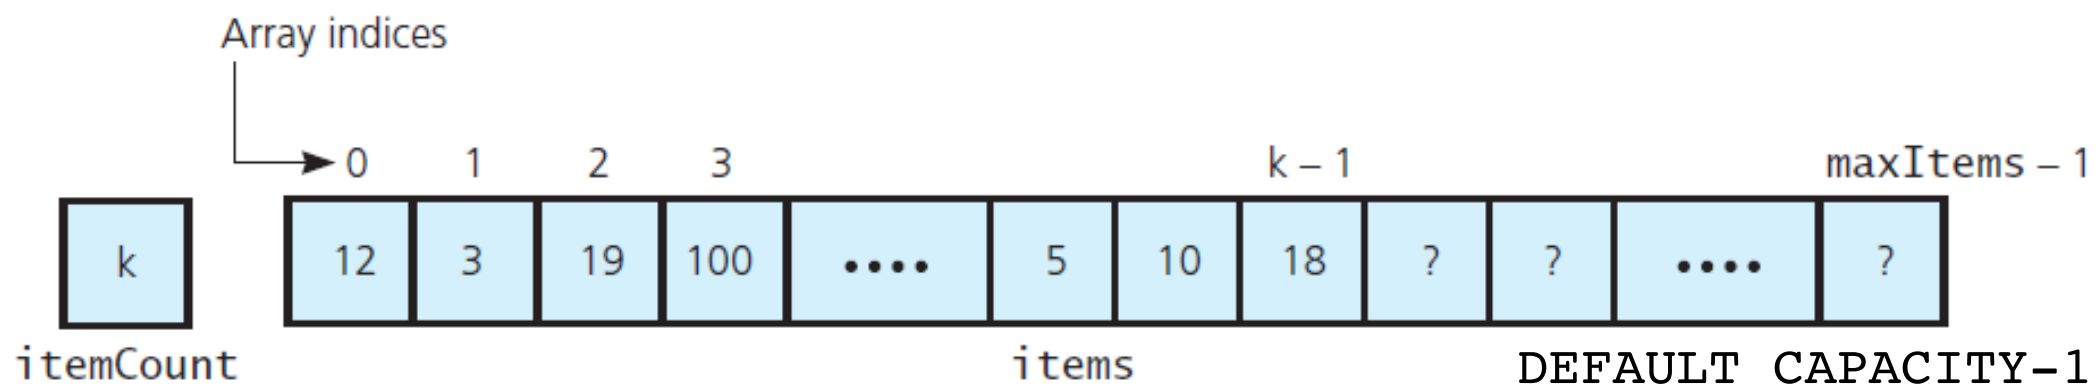 Array indices
0 1 2 3 k – 1 maxItems – 1
k 12 3 19 100 •••• 5 10 18 ? ? •••• ?
itemCount items DEFAULT CAPACITY-1